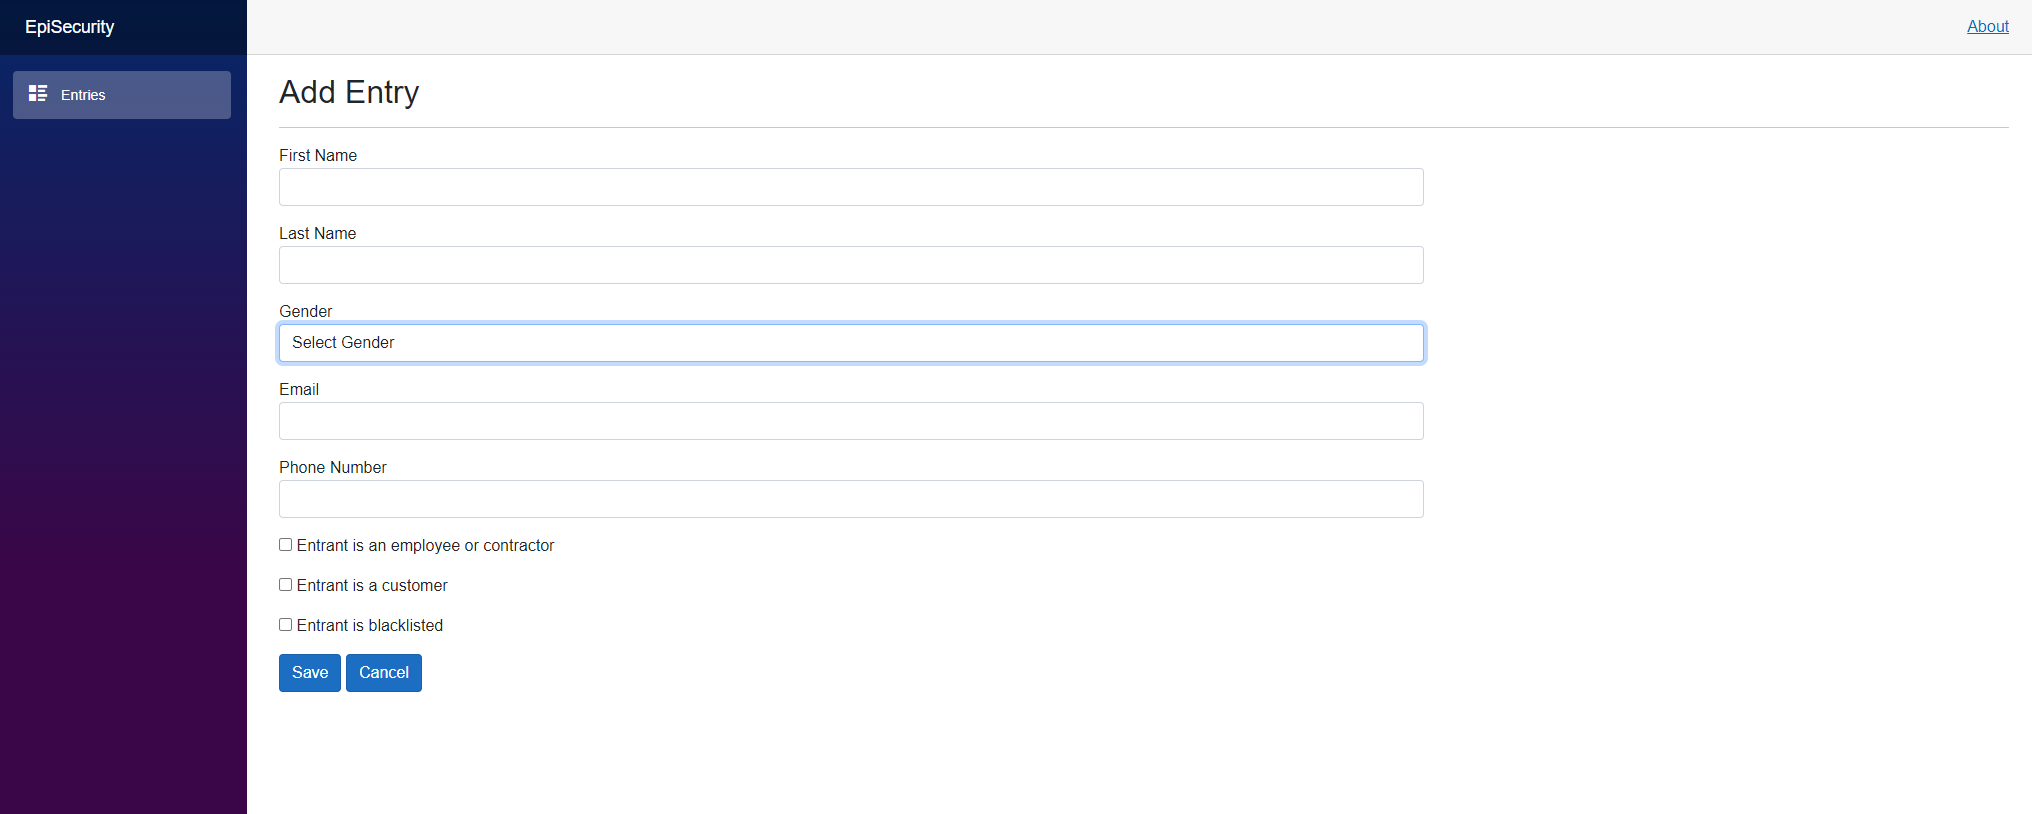 EpiSecurity
About
Entries
Add Entry
First Name
Last Name
Gender
Select Gender
Email
Phone Number
Entrant is an employee or contractor
Entrant is a customer
Entrant is blacklisted
Save Cancel